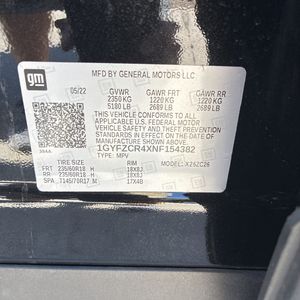 gm
MFD BY GENERAL MOTORS LLC
05/22 GVWR GAWR FRT GAWR RR
2350 KG 1220 KG 1220 KG
5180 LB 2689 LB 2689 LB
THIS VEHICLE CONFORMS TO ALL APPLICABLE
U.S. FEDERAL MOTOR
VEHICLE SAFETY AND THEFT PREVENTION
STANDARDS IN EFFECT ON THE DATE OF
MANUFACTURE SHOWN ABOVE.
1GYFZCR4XNF154382
TYPE: MPV MODEL:
TIRE SIZE RIM
FRT 235/60R18 H 18X8J
RR 235/60R18 H 18X8J
SPA T145/70R17 M 17X4B